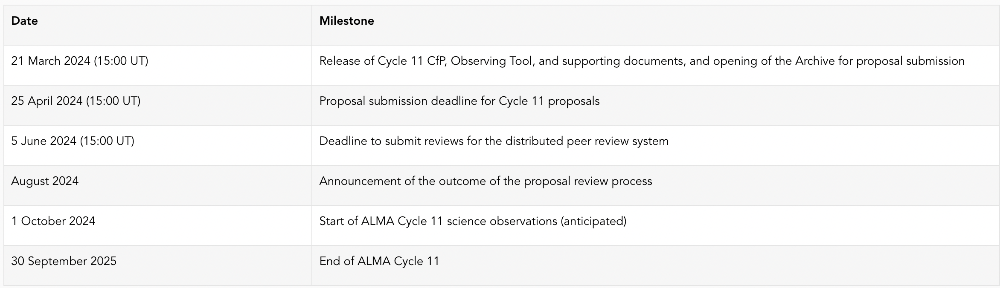 Date Milestone
21 March 2024 (15:00 UT) Release of Cycle 11 CfP, Observing Tool, and supporting documents, and opening of the Archive for proposal submission
25 April 2024 (15:00 UT) Proposal submission deadline for Cycle 11 proposals
5 June 2024 (15:00 UT) Deadline to submit reviews for the distributed peer review system
August 2024 Announcement of the outcome of the proposal review process
1 October 2024 Start of ALMA Cycle 11 science observations (anticipated)
30 September 2025 End of ALMA Cycle 11